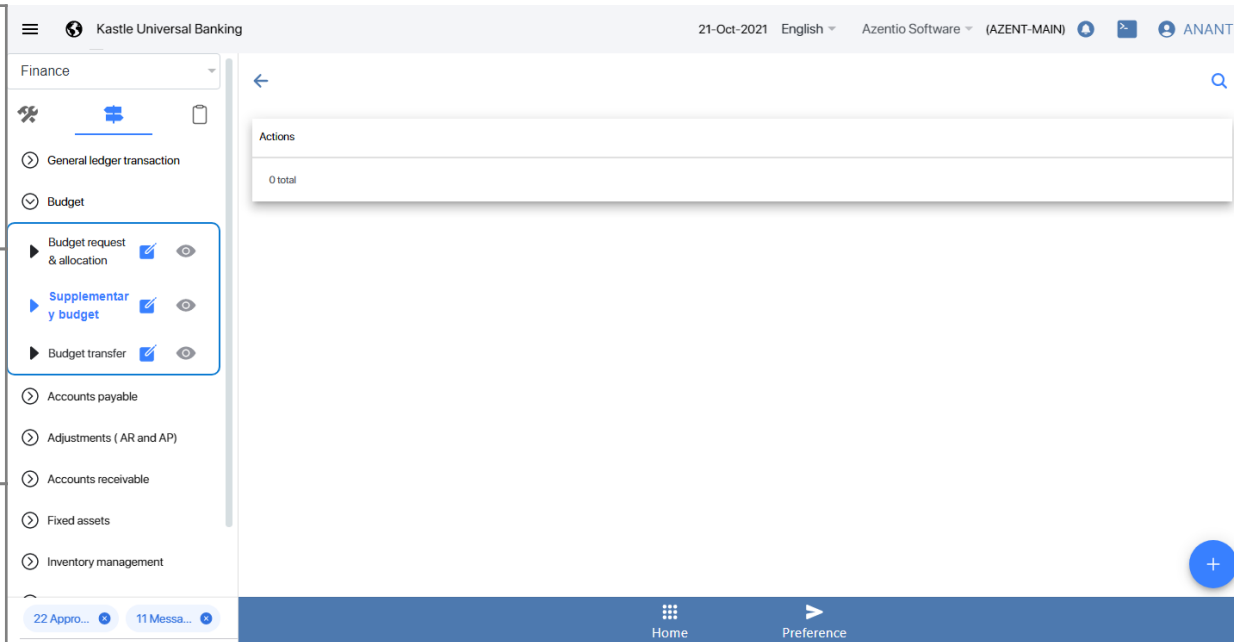 Kastle Universal Banking
21-Oct-2021 English Azentio Software (AZENT-MAIN) ANANT
Finance
Actions
General ledger transaction
0 total
Budget
Budget request
& allocation
Supplementar
y budget
Budget transfer
Accounts payable
Adjustments ( AR and AP)
Accounts receivable
Fixed assets
Inventory management
22 Appro...
11 Messa...
Home
Preference